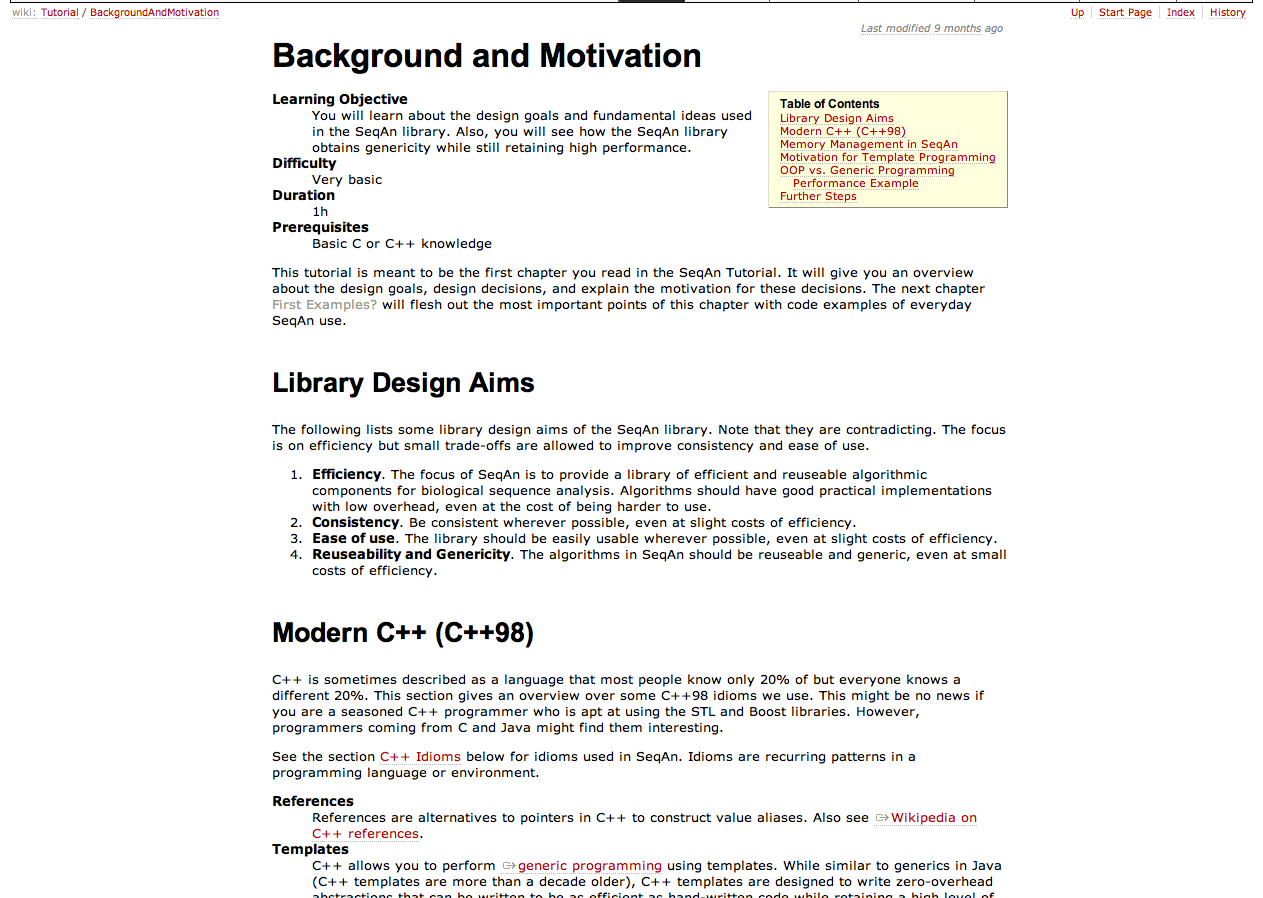 wiki: Tutorial / BackgroundAndMotivation
Up Start Page Index History
Last modified 9 months ago
Background and Motivation
Learning Objective
You will learn about the design goals and fundamental ideas used
in the SeqAn library. Also, you will see how the SeqAn library
obtains genericity while still retaining high performance.
Difficulty
Very basic
Duration
1h
Prerequisites
Basic C or C++ knowledge
Table of Contents
Library Design Aims
Modern C++ (C++98)
Memory Management in SeqAn
Motivation for Template Programming
OOP vs. Generic Programming
Performance Example
Further Steps
This tutorial is meant to be the first chapter you read in the SeqAn Tutorial. It will give you an overview
about the design goals, design decisions, and explain the motivation for these decisions. The next chapter
First Examples? will flesh out the most important points of this chapter with code examples of everyday
SeqAn use.
Library Design Aims
The following lists some library design aims of the SeqAn library. Note that they are contradicting. The focus
is on efficiency but small trade-offs are allowed to improve consistency and ease of use.
1. Efficiency. The focus of SeqAn is to provide a library of efficient and reuseable algorithmic
components for biological sequence analysis. Algorithms should have good practical implementations
with low overhead, even at the cost of being harder to use.
2. Consistency. Be consistent wherever possible, even at slight costs of efficiency.
3. Ease of use. The library should be easily usable wherever possible, even at slight costs of efficiency.
4. Reuseability and Genericity. The algorithms in SeqAn should be reuseable and generic, even at small
costs of efficiency.
Modern C++ (C++98)
C++ is sometimes described as a language that most people know only 20% of but everyone knows a
different 20%. This section gives an overview over some C++98 idioms we use. This might be no news if
you are a seasoned C++ programmer who is apt at using the STL and Boost libraries. However,
programmers coming from C and Java might find them interesting.
See the section C++ Idioms below for idioms used in SeqAn. Idioms are recurring patterns in a
programming language or environment.
References
References are alternatives to pointers in C++ to construct value aliases. Also see Wikipedia on
C++ references.
Templates
C++ allows you to perform generic programming using templates. While similar to generics in Java
(C++ templates are more than a decade older), C++ templates are designed to write zero-overhead
abstractions that can be written to be as efficient as hand-written code while retaining a high level of